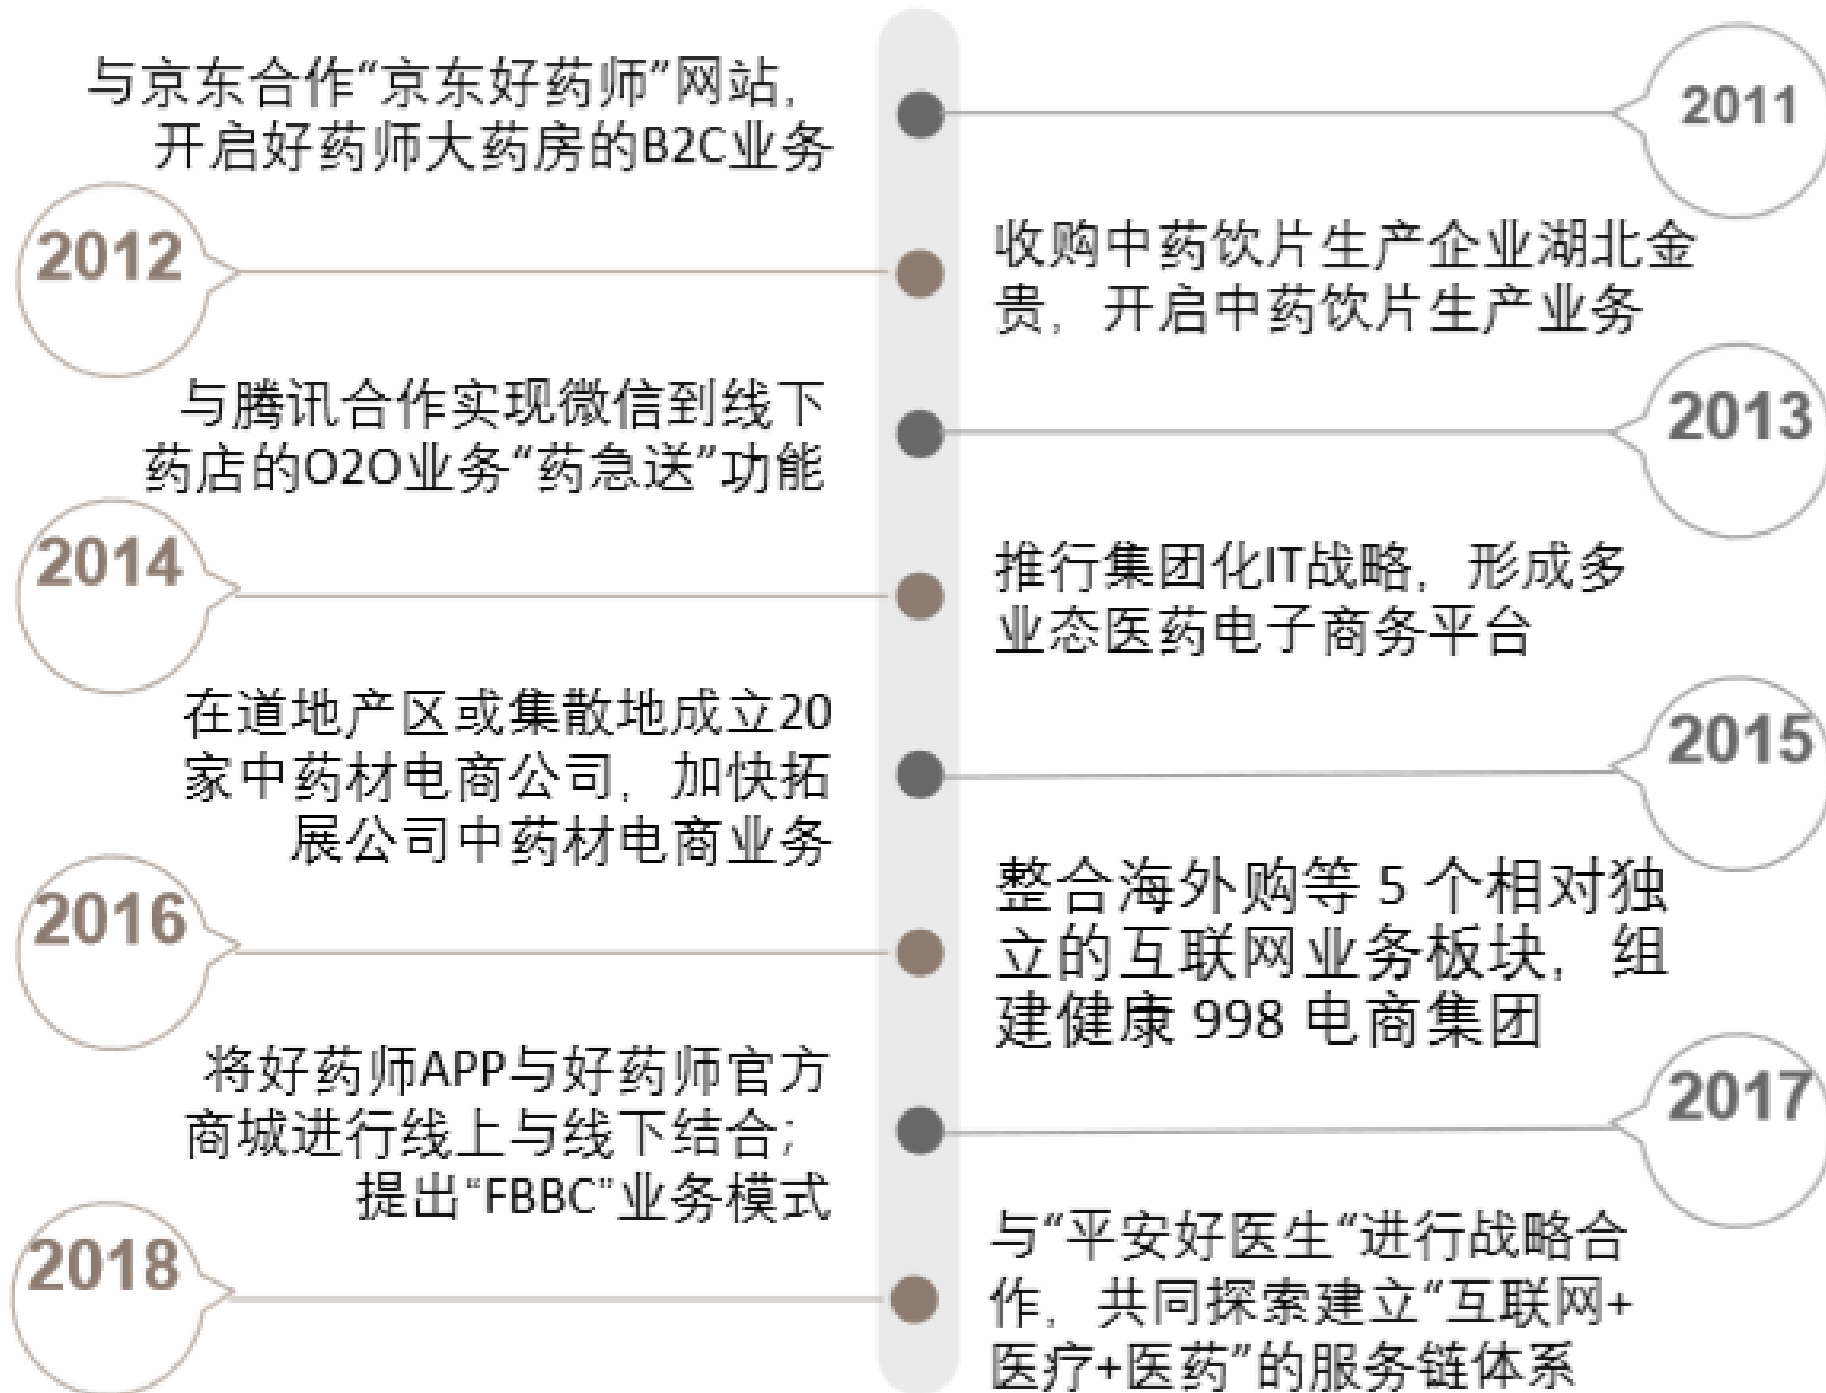 与京东合作“京东好药师”网站，
开启好药师大药房的B2C业务
2011
2012
收购中药饮片生产企业湖北金
贵，开启中药饮片生产业务
与腾讯合作实现微信到线下
药店的O2O业务“药急送”功能
2013
2014
推行集团化IT战略，形成多
业态医药电子商务平台
在道地产区或集散地成立20
家中药材电商公司，加快拓
展公司中药材电商业务
2015
2016
整合海外购等 5 个相对独
立的互联网业务板块，组
建健康 998 电商集团
将好药师APP与好药师官方
商城进行线上与线下结合；
提出“FBBC”业务模式
2017
2018
与“平安好医生“进行战略合
作，共同探索建立“互联网+
医疗+医药”的服务链体系